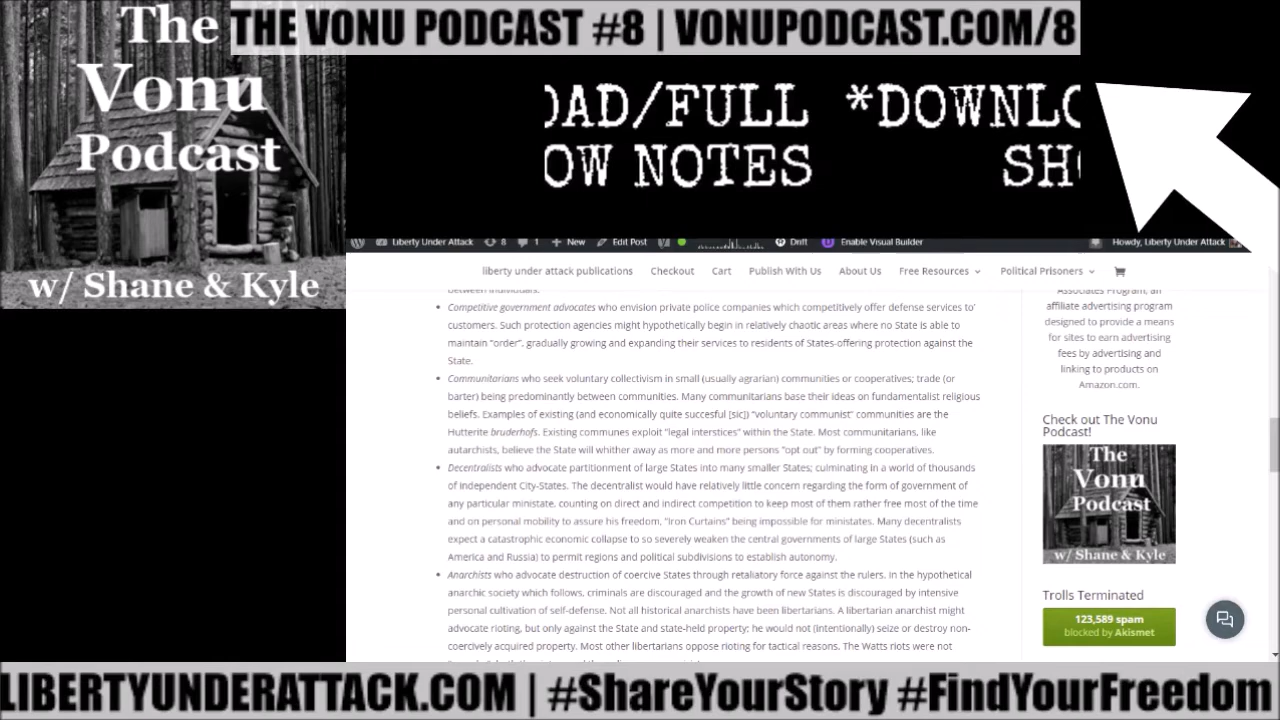 The
Vonu
Podcast
w/ Shane & Kyle
THE VONU PODCAST #8 | VONUPODCAST.COM/8
OAD/FULL *DOWNLO
OW NOTES SH
Liberty Under Attack 8 1 New Edit Post Drift Enable Visual Builder Howdy, Liberty Under Attack
liberty under attack publications Checkout Cart Publish With Us About Us Free Resources Political Prisoners
between individuals.
• Competitive government advocates who envision private police companies which competitively offer defense services to'
customers. Such protection agencies might hypothetically begin in relatively chaotic areas where no State is able to
maintain "order", gradually growing and expanding their services to residents of States-offering protection against the
State.
• Communitarians who seek voluntary collectivism in small (usually agrarian) communities or cooperatives; trade (or
barter) being predominantly between communities. Many communitarians base their ideas on fundamentalist religious
beliefs. Examples of existing (and economically quite succesful [sic]) "voluntary communist" communities are the
Hutterite bruderhofs. Existing communes exploit "legal interstices" within the State. Most communitarians, like
autarchists, believe the State will whither away as more and more persons "opt out" by forming cooperatives.
• Decentralists who advocate partitionment of large States into many smaller States; culminating in a world of thousands
of independent City-States. The decentralist would have relatively little concern regarding the form of government of
any particular ministate, counting on direct and indirect competition to keep most of them rather free most of the time
and on personal mobility to assure his freedom, "Iron Curtains" being impossible for ministates. Many decentralists
expect a catastrophic economic collapse to so severely weaken the central governments of large States (such as
America and Russia) to permit regions and political subdivisions to establish autonomy.
• Anarchists who advocate destruction of coercive States through retaliatory force against the rulers. In the hypothetical
anarchic society which follows, criminals are discouraged and the growth of new States is discouraged by intensive
personal cultivation of self-defense. Not all historical anarchists have been libertarians. A libertarian anarchist might
advocate rioting, but only against the State and state-held property; he would not (intentionally) seize or destroy non-
coercively acquired property. Most other libertarians oppose rioting for tactical reasons. The Watts riots were not
Associates Program, an
affiliate advertising program
designed to provide a means
for sites to earn advertising
fees by advertising and
linking to products on
Amazon.com.
Check out The Vonu
Podcast!
The
Vonu
Podcast
w/ Shane & Kyle
Trolls Terminated
123,589 spam
blocked by Akismet
LIBERTYUNDERATTACK.COM | #ShareYourStory #FindYourFreedom